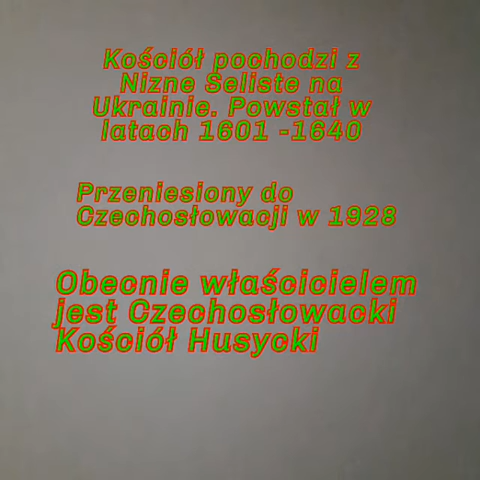 Kościół pochodzi z
Nizne Seliste na
Ukrainie. Powstał w
latach 1601 -1640
Przeniesiony do
Czechosłowacji w 1928
Obecnie właścicielem
jest Czechosłowacki
Kościół Husycki